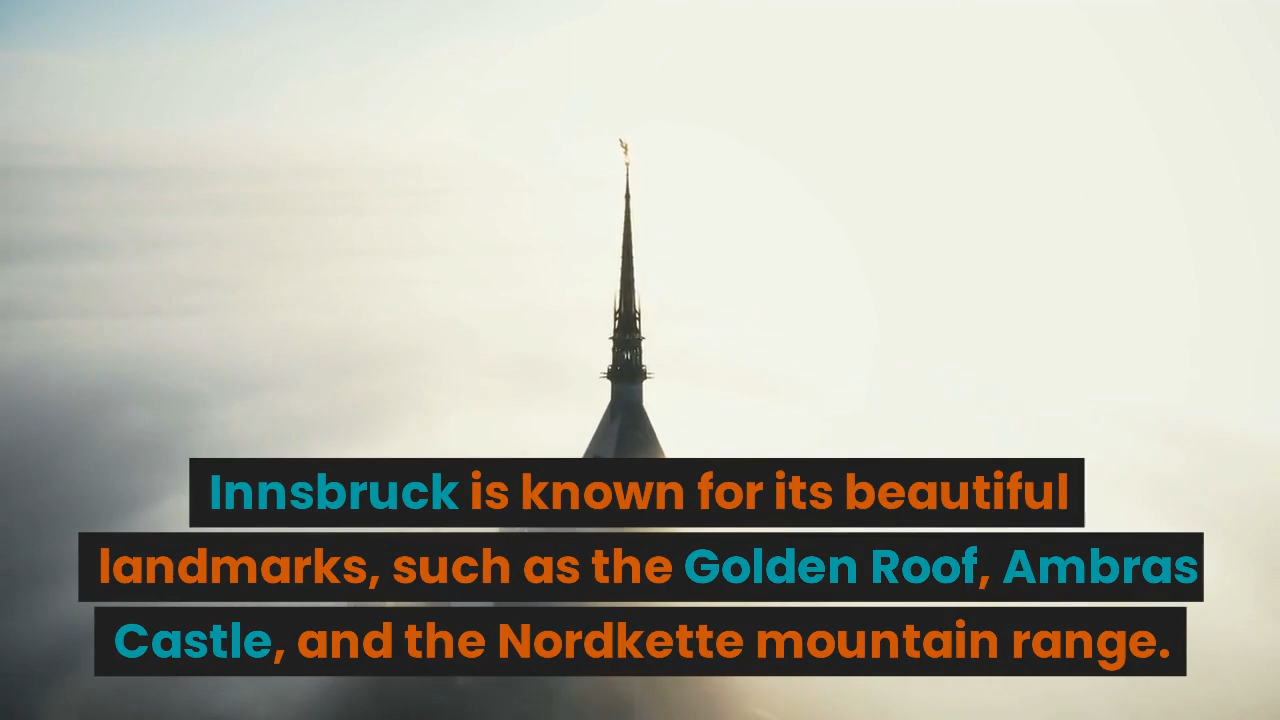 Innsbruck is known for its beautiful
landmarks, such as the Golden Roof, Ambras
Castle, and the Nordkette mountain range.